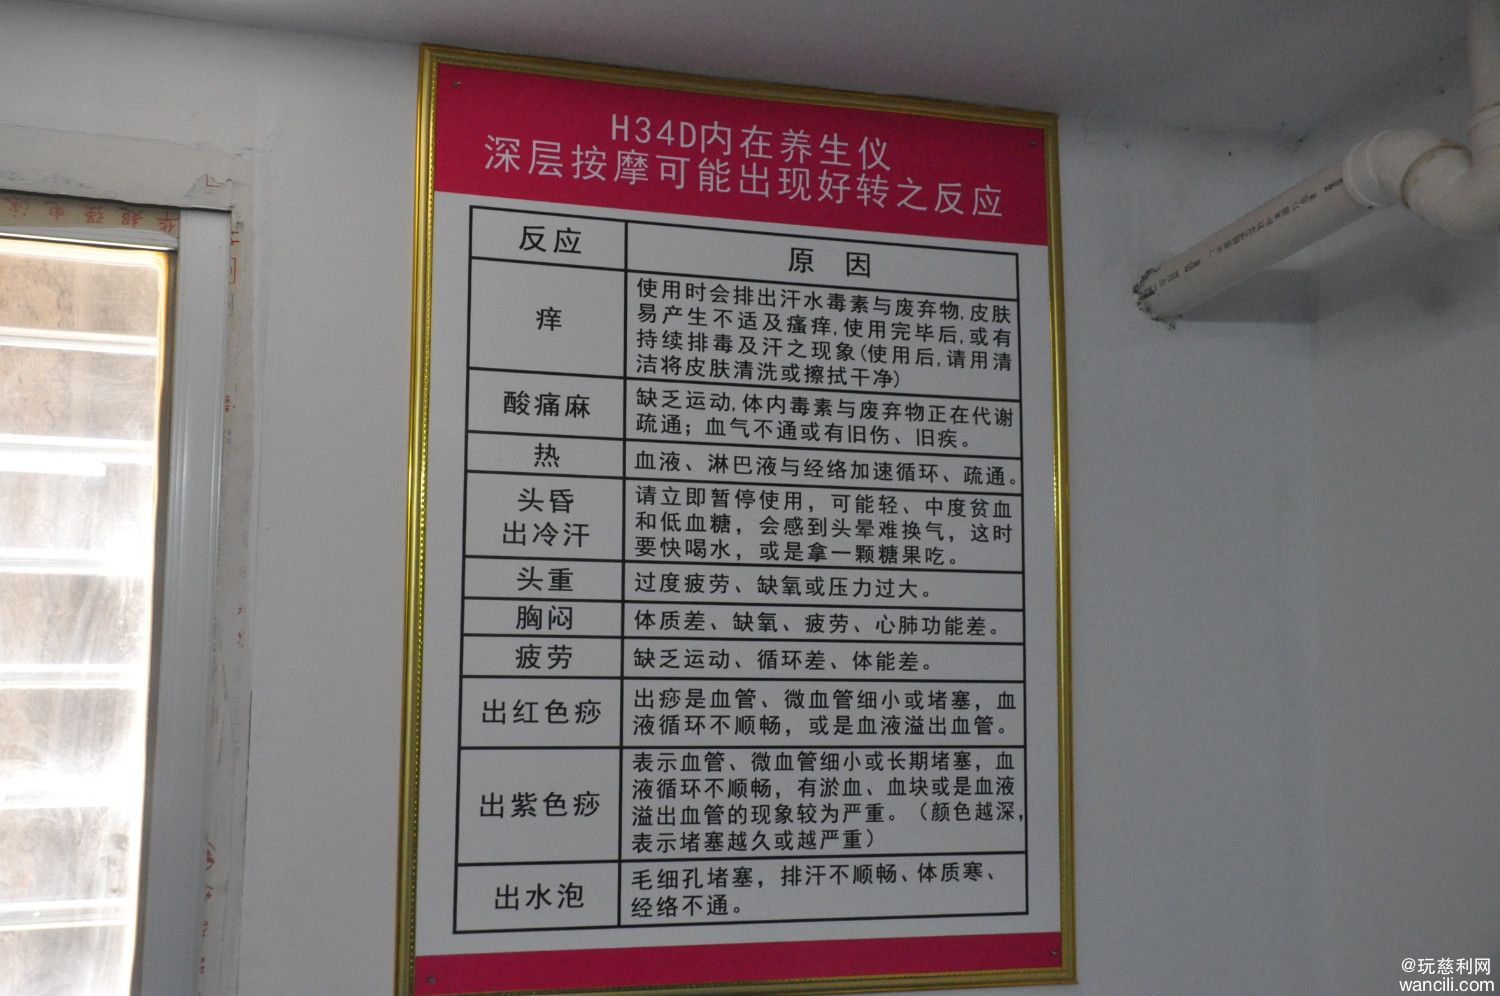 H34D内在养生仪
深层按摩可能出现好转之反应
反应
原 因
痒
使用时会排出汗水毒素与废弃物,皮肤
易产生不适及瘙痒,使用完毕后,或有
持续排毒及汗之现象(使用后,请用清
洁将皮肤清洗或擦拭干净)
酸痛麻
缺乏运动,体内毒素与废弃物正在代谢
疏通；血气不通或有旧伤、旧疾。
热
血液、淋巴液与经络加速循环、疏通。
头昏
出冷汗
请立即暂停使用，可能轻、中度贫血
和低血糖，会感到头晕难换气，这时
要快喝水，或是拿一颗糖果吃。
头重
过度疲劳、缺氧或压力过大。
胸闷
体质差、缺氧、疲劳、心肺功能差。
疲劳
缺乏运动、循环差、体能差。
出红色痧
出痧是血管、微血管细小或堵塞，血
液循环不顺畅，或是血液溢出血管。
出紫色痧
表示血管、微血管细小或长期堵塞，血
液循环不顺畅，有淤血、血块或是血液
溢出血管的现象较为严重。（颜色越深，
表示堵塞越久或越严重）
出水泡
毛细孔堵塞，排汗不顺畅、体质寒、
经络不通。
@玩慈利网
wancili.com